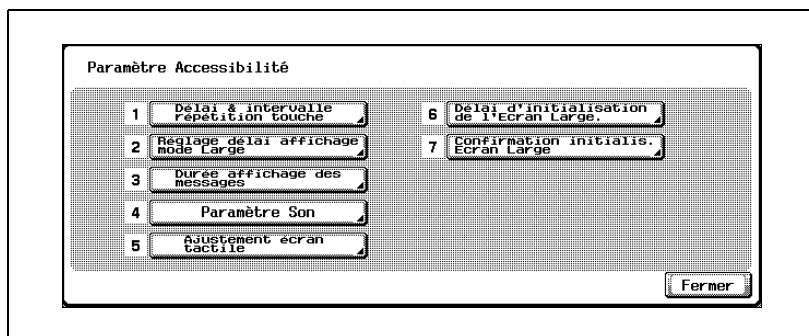 Paramètre Accessibilité
1 Délai & intervalle
répétition touche
2 Réglage délai affichage
mode Large
3 Durée affichage des
messages
4 Paramètre Son
5 Ajustement écran
tactile
6 Délai d'initialisation
de l'Ecran Large.
7 Confirmation initialis.
Ecran Large
Fermer